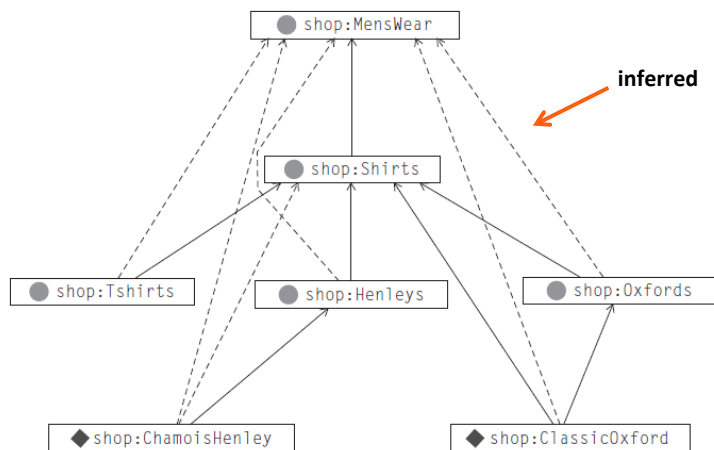 shop:MensWear
inferred
shop:Shirts
shop:Tshirts
shop:Henleys
shop:Oxfords
shop:ChamoisHenley
shop:ClassicOxford